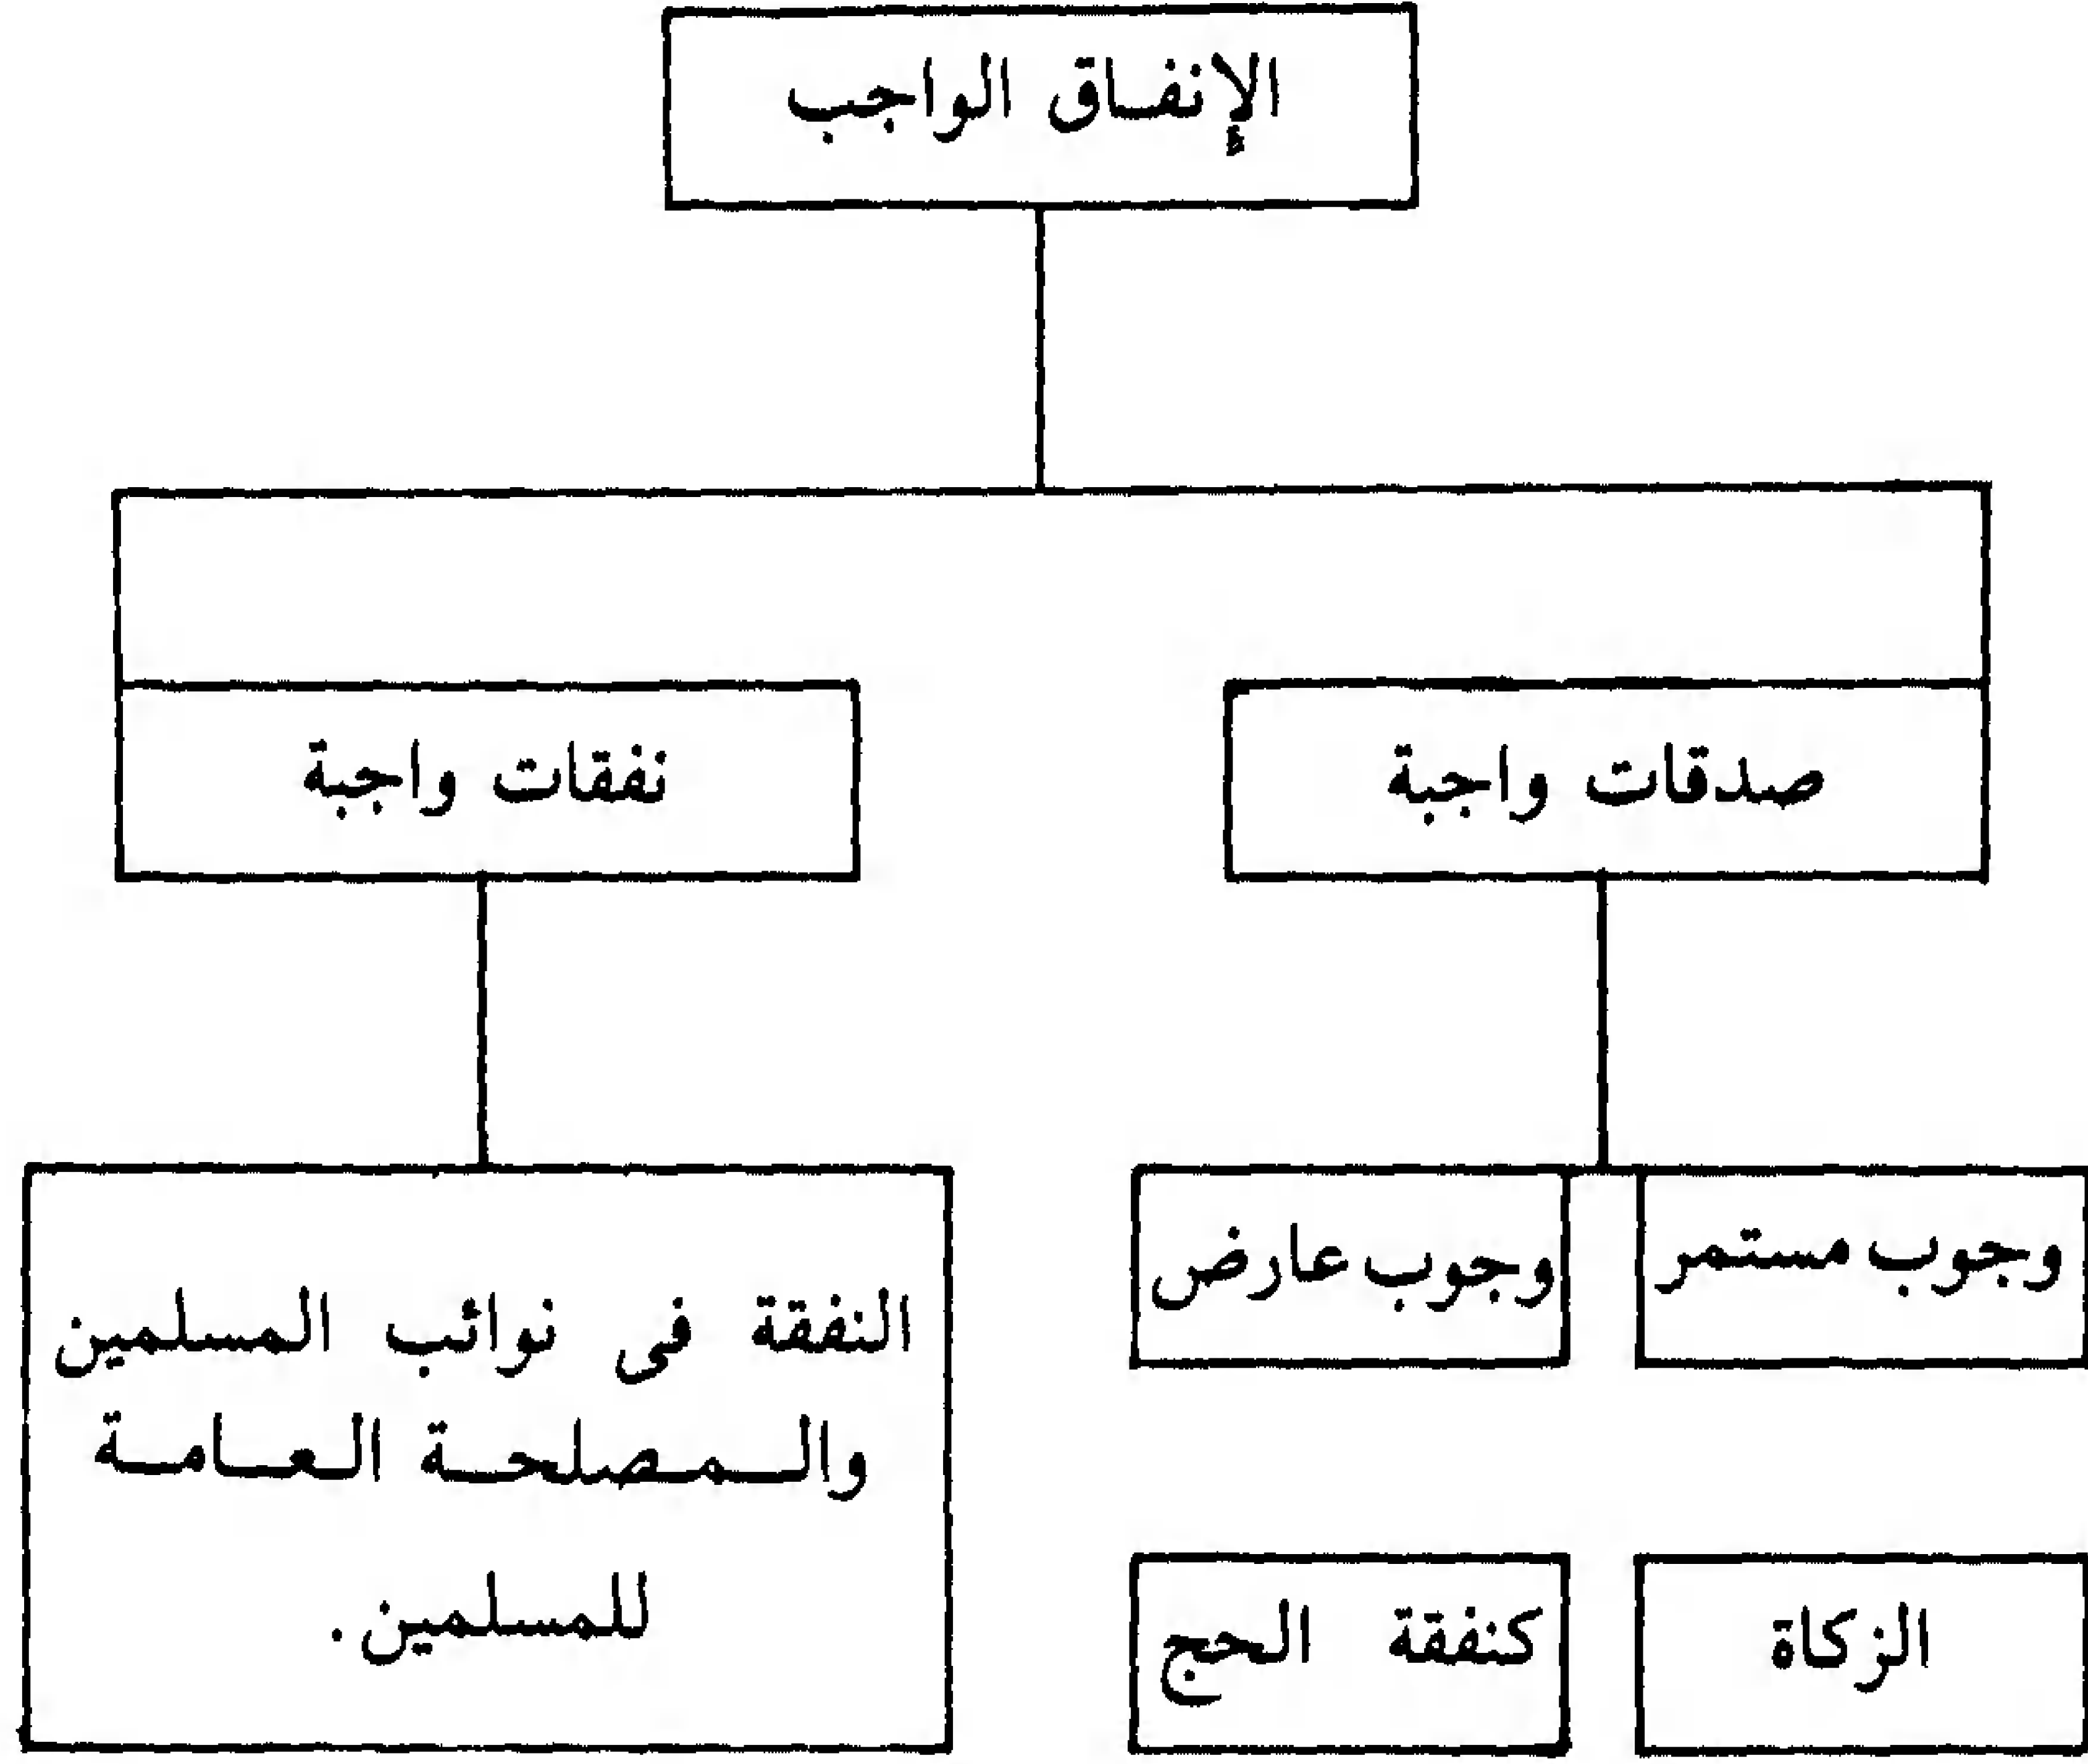 الإنفاق الواجب
صدقات واجبة
نفقات واجبة
وجوب مستمر
وجوب عارض
الزكاة
كنفقة الحج
النفقة فى نوائب المسلمين
والمصلحة العامة
للمسلمين.